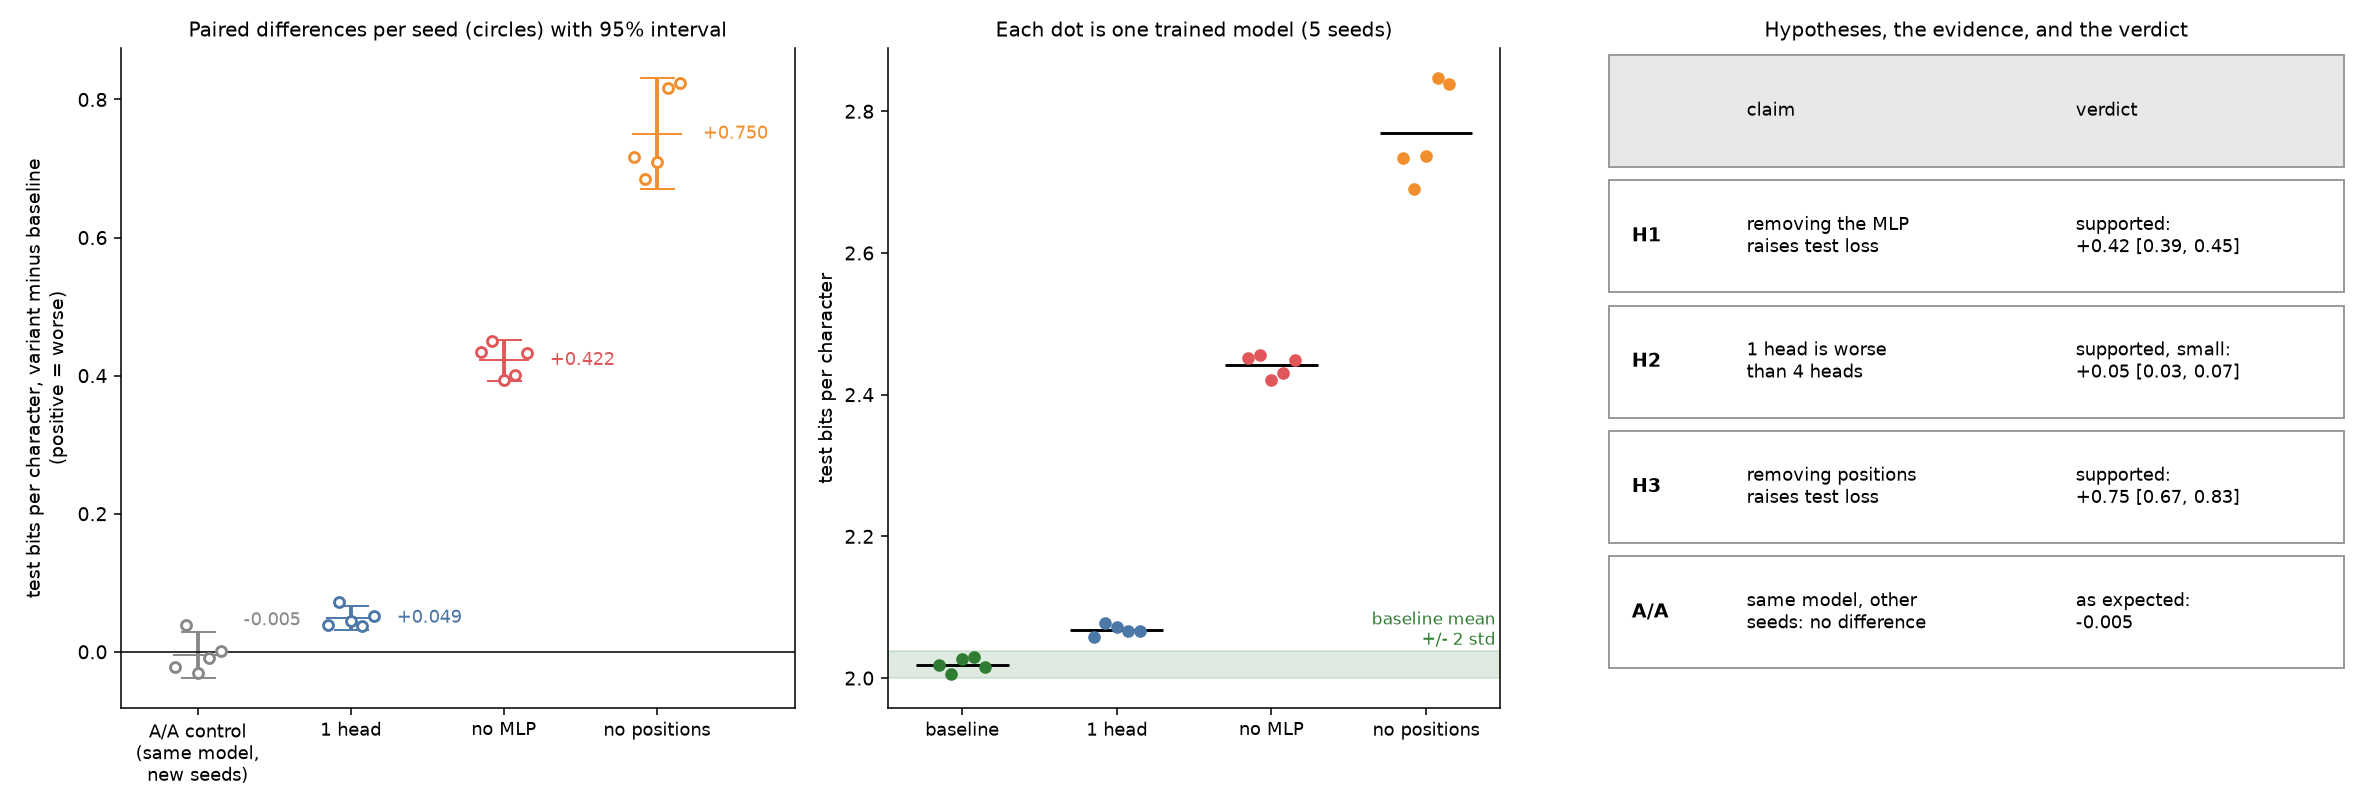 Paired differences per seed (circles) with 95% interval
test bits per character, variant minus baseline
(positive = worse)
0.8
0.6
0.4
0.2
0.0
-0.005
+0.049
+0.422
+0.750
A/A control
(same model,
new seeds)
1 head
no MLP
no positions
Each dot is one trained model (5 seeds)
test bits per character
2.8
2.6
2.4
2.2
2.0
baseline mean
+/- 2 std
baseline
1 head
no MLP
no positions
Hypotheses, the evidence, and the verdict
claim
verdict
H1
removing the MLP
raises test loss
supported:
+0.42 [0.39, 0.45]
H2
1 head is worse
than 4 heads
supported, small:
+0.05 [0.03, 0.07]
H3
removing positions
raises test loss
supported:
+0.75 [0.67, 0.83]
A/A
same model, other
seeds: no difference
as expected:
-0.005